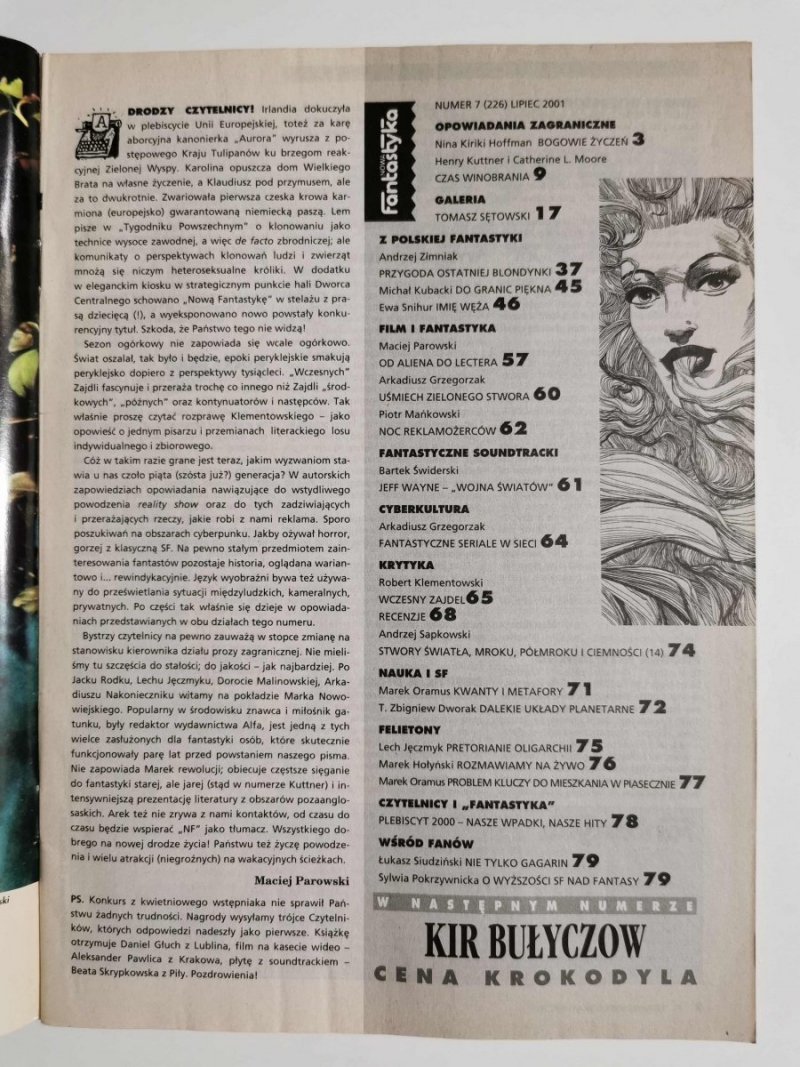 DRODZY CZYTELNICY! Irlandia dokuczyła
w plebiscycie Unii Europejskiej, toteż za karę
aborcyjna kanonierka „Aurora” wyrusza z po-
stępowego Kraju Tulipanów ku brzegom reak-
cyjnej Zielonej Wyspy. Karolina opuszcza dom Wielkiego
Brata na własne życzenie, a Klaudiusz pod przymusem, ale
za to dwukrotnie. Zwariowała pierwsza czeska krowa kar-
miona (europejsko) gwarantowaną niemiecką paszą. Lem
pisze w „Tygodniku Powszechnym” o klonowaniu jako
technice wysoce zawodnej, a więc de facto zbrodniczej; ale
komunikaty o perspektywach klonowań ludzi i zwierząt
mnożą się niczym heteroseksualne króliki. W dodatku
w eleganckim kiosku w strategicznym punkcie hali Dworca
Centralnego schowano „Nową Fantastykę” w stelażu z pra-
są dziecięcą (!), a wyeksponowano nowo powstały konku-
rencyjny tytuł. Szkoda, że Państwo tego nie widzą!
Sezon ogórkowy nie zapowiada się wcale ogórkowo.
Świat oszalał, tak było i będzie, epoki peryklejskie smakują
peryklejsko dopiero z perspektywy tysiącleci. „Wczesnych”
Zajdli fascynuje i przeraża trochę co innego niż Zajdli „środ-
kowych”, „późnych” oraz kontynuatorów i następców. Tak
właśnie proszę czytać rozprawę Klementowskiego – jako
opowieść o jednym pisarzu i przemianach literackiego losu
indywidualnego i zbiorowego.
Cóż w takim razie grane jest teraz, jakim wyzwaniom sta-
wia u nas czoło piąta (szósta już?) generacja? W autorskich
zapowiedziach opowiadania nawiązujące do wstydliwego
powodzenia reality show oraz do tych zadziwiających
i przerażających rzeczy, jakie robi z nami reklama. Sporo
poszukiwań na obszarach cyberpunku. Jakby ożywał horror,
gorzej z klasyczną SF. Na pewno stałym przedmiotem zain-
teresowania fantastów pozostaje historia, oglądana warian-
towo i... rewindykacyjnie. Język wyobraźni bywa też używa-
ny do prześwietlania sytuacji międzyludzkich, kameralnych,
prywatnych. Po części tak właśnie się dzieje w opowiada-
niach przedstawianych w obu działach tego numeru.
Bystrzy czytelnicy na pewno zauważą w stopce zmianę na
stanowisku kierownika działu prozy zagranicznej. Nie mieli-
śmy tu szczęścia do stałości; do jakości – jak najbardziej. Po
Jacku Rodku, Lechu Jęczmyku, Dorocie Malinowskiej, Arka-
diuszu Nakonieczniku witamy na pokładzie Marka Nowo-
wiejskiego. Popularny w środowisku znawca i miłośnik ga-
tunku, były redaktor wydawnictwa Alfa, jest jedną z tych
wielce zasłużonych dla fantastyki osób, które skutecznie
funkcjonowały parę lat przed powstaniem naszego pisma.
Nie zapowiada Marek rewolucji; obiecuje częstsze sięganie
do fantastyki starej, ale jarej (stąd w numerze Kuttner) i in-
tensywniejszą prezentację literatury z obszarów pozaanglo-
saskich. Arek też nie zrywa z nami kontaktów, od czasu do
czasu będzie wspierać „NF” jako tłumacz. Wszystkiego do-
brego na nowej drodze życia! Państwu też życzę powodze-
nia i wielu atrakcji (niegroźnych) na wakacyjnych ścieżkach.
Maciej Parowski
PS. Konkurs z kwietniowego wstępniaka nie sprawił Pań-
stwu żadnych trudności. Nagrody wysyłamy trójce Czytelni-
ków, których odpowiedzi nadeszły jako pierwsze. Książkę
otrzymuje Daniel Głuch z Lublina, film na kasecie wideo –
Aleksander Pawlica z Krakowa, płytę z soundtrackiem –
Beata Skrypkowska z Piły. Pozdrowienia!
NOWA
Fantastyka
NUMER 7 (226) LIPIEC 2001
OPOWIADANIA ZAGRANICZNE
Nina Kiriki Hoffman BOGOWIE ŻYCZEŃ 3
Henry Kuttner i Catherine L. Moore
CZAS WINOBRANIA 9
GALERIA
TOMASZ SĘTOWSKI 17
Z POLSKIEJ FANTASTYKI
Andrzej Zimniak
PRZYGODA OSTATNIEJ BLONDYNKI 37
Michał Kubacki DO GRANIC PIĘKNA 45
Ewa Snihur IMIĘ WĘŻA 46
FILM I FANTASTYKA
Maciej Parowski
OD ALIENA DO LECTERA 57
Arkadiusz Grzegorzak
UŚMIECH ZIELONEGO STWORA 60
Piotr Mańkowski
NOC REKLAMOŻERCÓW 62
FANTASTYCZNE SOUNDTRACKI
Bartek Świderski
JEFF WAYNE – „WOJNA ŚWIATÓW” 61
CYBERKULTURA
Arkadiusz Grzegorzak
FANTASTYCZNE SERIALE W SIECI 64
KRYTYKA
Robert Klementowski
WCZESNY ZAJDEL 65
RECENZJE 68
Andrzej Sapkowski
STWORY ŚWIATŁA, MROKU, PÓŁMROKU I CIEMNOŚCI (14) 74
NAUKA I SF
Marek Oramus KWANTY I METAFORY 71
T. Zbigniew Dworak DALEKIE UKŁADY PLANETARNE 72
FELIETONY
Lech Jęczmyk PRETORIANIE OLIGARCHII 75
Marek Hołyński ROZMAWIAMY NA ŻYWO 76
Marek Oramus PROBLEM KLUCZY DO MIESZKANIA W PIASECZNIE 77
CZYTELNICY I „FANTASTYKA”
PLEBISCYT 2000 – NASZE WPADKI, NASZE HITY 78
WŚRÓD FANÓW
Łukasz Siudziński NIE TYLKO GAGARIN 79
Sylwia Pokrzywnicka O WYŻSZOŚCI SF NAD FANTASY 79
W NASTĘPNYM NUMERZE
KIR BUŁYCZOW
CENA KROKODYLA